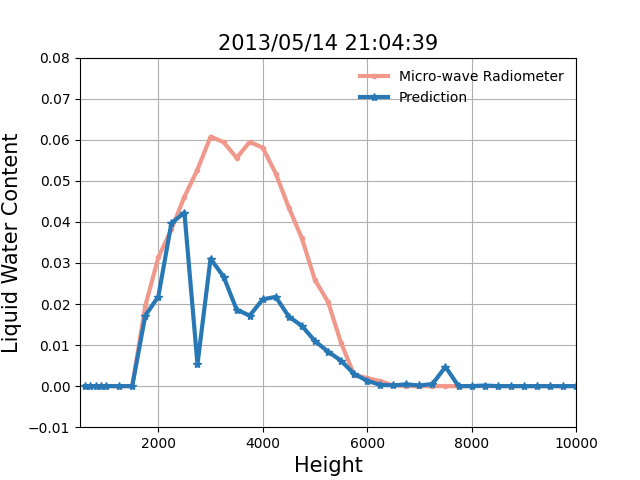 2013/05/14 21:04:39
Micro-wave Radiometer
Prediction
Liquid Water Content
0.08
0.07
0.06
0.05
0.04
0.03
0.02
0.01
0.00
−0.01
2000 4000 6000 8000 10000
Height